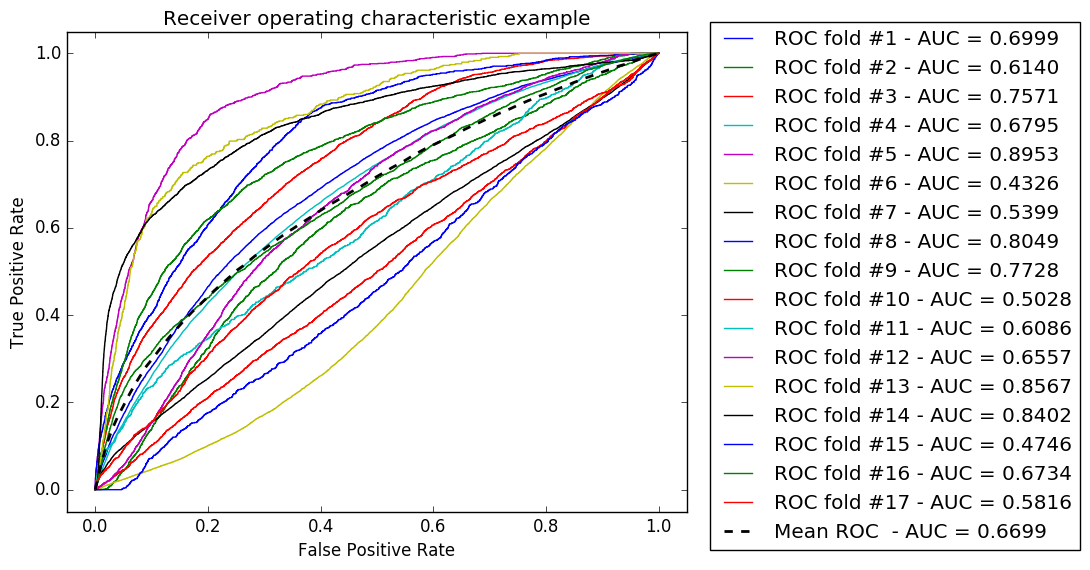 Receiver operating characteristic example
1.0
0.8
0.6
0.4
0.2
0.0
True Positive Rate
0.0 0.2 0.4 0.6 0.8 1.0
False Positive Rate
ROC fold #1 - AUC = 0.6999
ROC fold #2 - AUC = 0.6140
ROC fold #3 - AUC = 0.7571
ROC fold #4 - AUC = 0.6795
ROC fold #5 - AUC = 0.8953
ROC fold #6 - AUC = 0.4326
ROC fold #7 - AUC = 0.5399
ROC fold #8 - AUC = 0.8049
ROC fold #9 - AUC = 0.7728
ROC fold #10 - AUC = 0.5028
ROC fold #11 - AUC = 0.6086
ROC fold #12 - AUC = 0.6557
ROC fold #13 - AUC = 0.8567
ROC fold #14 - AUC = 0.8402
ROC fold #15 - AUC = 0.4746
ROC fold #16 - AUC = 0.6734
ROC fold #17 - AUC = 0.5816
Mean ROC  - AUC = 0.6699